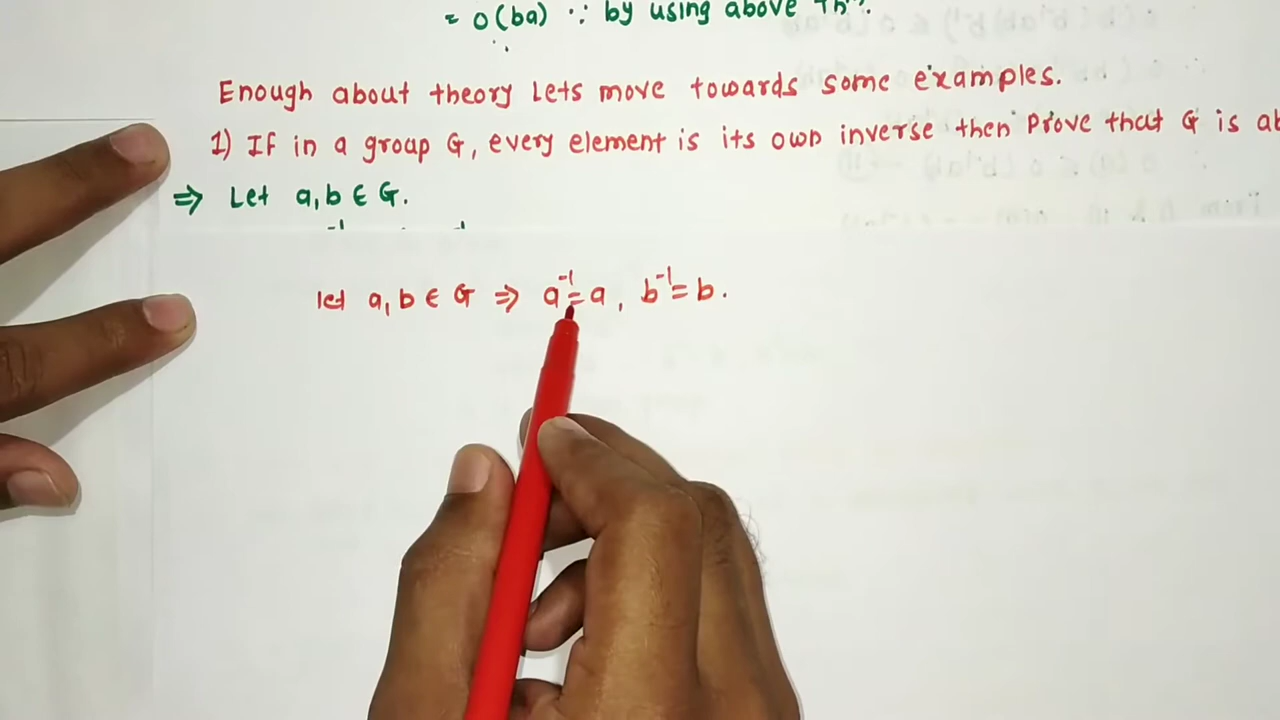 = o(ba) ∵ by using above Thm.
Enough about theory Lets move towards some examples.
1) If in a group G, every element is its own inverse then prove that G is ab
⇒ Let a, b ∈ G.
let a, b ∈ G ⇒ a⁻¹ = a, b⁻¹ = b.